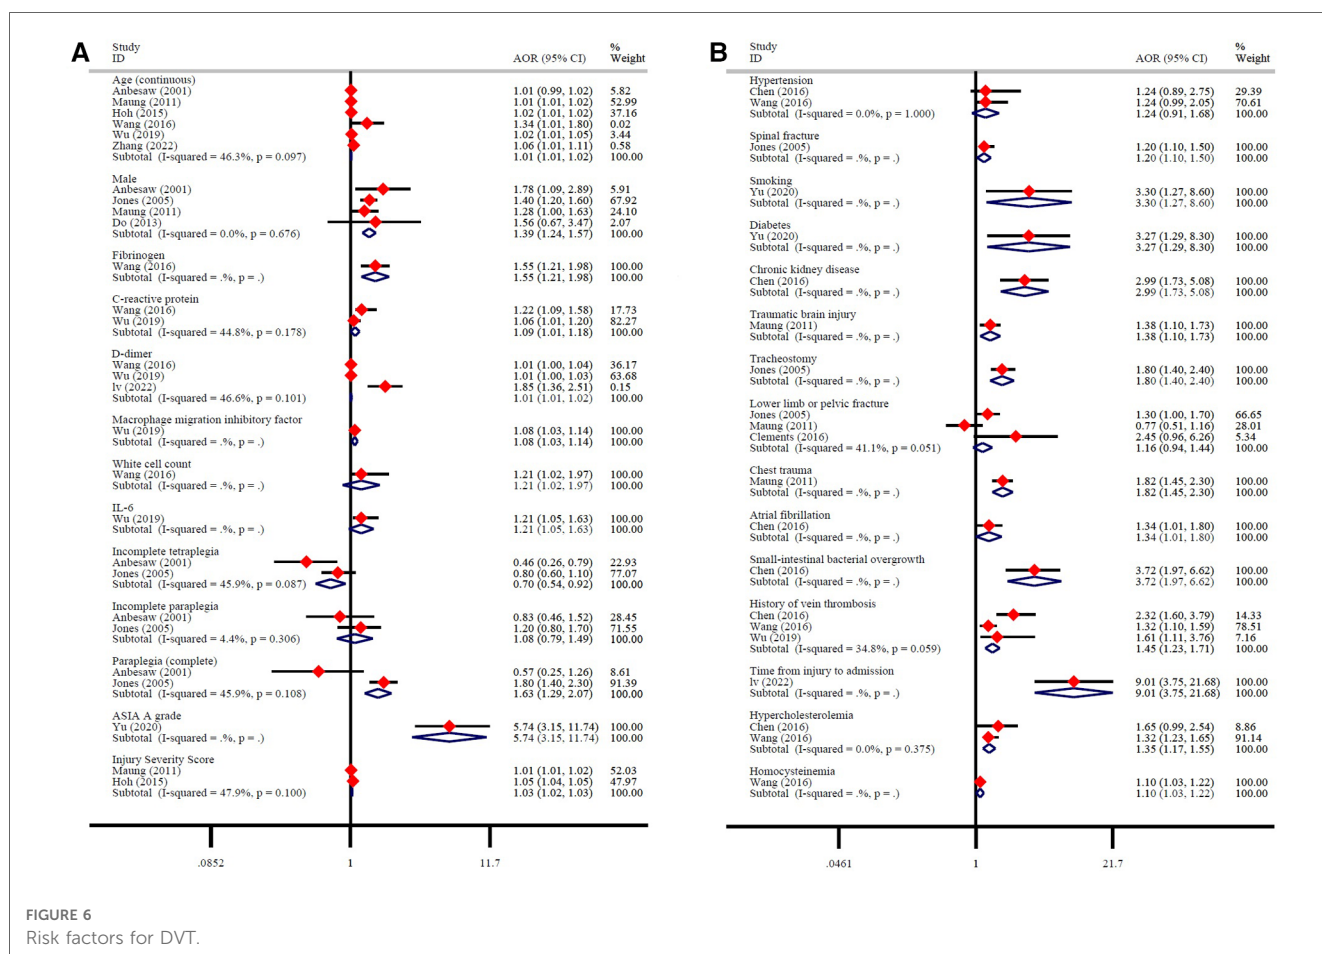 A
Study
ID AOR (95% CI) % Weight
Age (continuous)
Anbesaw (2001) 1.01 (0.99, 1.02) 5.82
Maung (2011) 1.01 (1.01, 1.02) 52.99
Hoh (2015) 1.02 (1.01, 1.02) 37.16
Wang (2016) 1.34 (1.01, 1.80) 0.02
Wu (2019) 1.02 (1.01, 1.05) 3.44
Zhang (2022) 1.06 (1.01, 1.11) 0.58
Subtotal (I-squared = 46.3%, p = 0.097) 1.01 (1.01, 1.02) 100.00
Male
Anbesaw (2001) 1.78 (1.09, 2.89) 5.91
Jones (2005) 1.40 (1.20, 1.60) 67.92
Maung (2011) 1.28 (1.00, 1.63) 24.10
Do (2013) 1.56 (0.67, 3.47) 2.07
Subtotal (I-squared = 0.0%, p = 0.676) 1.39 (1.24, 1.57) 100.00
Fibrinogen
Wang (2016) 1.55 (1.21, 1.98) 100.00
Subtotal (I-squared = .%, p = .) 1.55 (1.21, 1.98) 100.00
C-reactive protein
Wang (2016) 1.22 (1.09, 1.58) 17.73
Wu (2019) 1.06 (1.01, 1.20) 82.27
Subtotal (I-squared = 44.8%, p = 0.178) 1.09 (1.01, 1.18) 100.00
D-dimer
Wang (2016) 1.01 (1.00, 1.04) 36.17
Wu (2019) 1.01 (1.00, 1.03) 63.68
lv (2022) 1.85 (1.36, 2.51) 0.15
Subtotal (I-squared = 46.6%, p = 0.101) 1.01 (1.01, 1.02) 100.00
Macrophage migration inhibitory factor
Wu (2019) 1.08 (1.03, 1.14) 100.00
Subtotal (I-squared = .%, p = .) 1.08 (1.03, 1.14) 100.00
White cell count
Wang (2016) 1.21 (1.02, 1.97) 100.00
Subtotal (I-squared = .%, p = .) 1.21 (1.02, 1.97) 100.00
IL-6
Wu (2019) 1.21 (1.05, 1.63) 100.00
Subtotal (I-squared = .%, p = .) 1.21 (1.05, 1.63) 100.00
Incomplete tetraplegia
Anbesaw (2001) 0.46 (0.26, 0.79) 22.93
Jones (2005) 0.80 (0.60, 1.10) 77.07
Subtotal (I-squared = 45.9%, p = 0.087) 0.70 (0.54, 0.92) 100.00
Incomplete paraplegia
Anbesaw (2001) 0.83 (0.46, 1.52) 28.45
Jones (2005) 1.20 (0.80, 1.70) 71.55
Subtotal (I-squared = 4.4%, p = 0.306) 1.08 (0.79, 1.49) 100.00
Paraplegia (complete)
Anbesaw (2001) 0.57 (0.25, 1.26) 8.61
Jones (2005) 1.80 (1.40, 2.30) 91.39
Subtotal (I-squared = 45.9%, p = 0.108) 1.63 (1.29, 2.07) 100.00
ASIA A grade
Yu (2020) 5.74 (3.15, 11.74) 100.00
Subtotal (I-squared = .%, p = .) 5.74 (3.15, 11.74) 100.00
Injury Severity Score
Maung (2011) 1.01 (1.01, 1.02) 52.03
Hoh (2015) 1.05 (1.04, 1.05) 47.97
Subtotal (I-squared = 47.9%, p = 0.100) 1.03 (1.02, 1.03) 100.00
.0852 1 11.7
B
Study
ID AOR (95% CI) % Weight
Hypertension
Chen (2016) 1.24 (0.89, 2.75) 29.39
Wang (2016) 1.24 (0.99, 2.05) 70.61
Subtotal (I-squared = 0.0%, p = 1.000) 1.24 (0.91, 1.68) 100.00
Spinal fracture
Jones (2005) 1.20 (1.10, 1.50) 100.00
Subtotal (I-squared = .%, p = .) 1.20 (1.10, 1.50) 100.00
Smoking
Yu (2020) 3.30 (1.27, 8.60) 100.00
Subtotal (I-squared = .%, p = .) 3.30 (1.27, 8.60) 100.00
Diabetes
Yu (2020) 3.27 (1.29, 8.30) 100.00
Subtotal (I-squared = .%, p = .) 3.27 (1.29, 8.30) 100.00
Chronic kidney disease
Chen (2016) 2.99 (1.73, 5.08) 100.00
Subtotal (I-squared = .%, p = .) 2.99 (1.73, 5.08) 100.00
Traumatic brain injury
Maung (2011) 1.38 (1.10, 1.73) 100.00
Subtotal (I-squared = .%, p = .) 1.38 (1.10, 1.73) 100.00
Tracheostomy
Jones (2005) 1.80 (1.40, 2.40) 100.00
Subtotal (I-squared = .%, p = .) 1.80 (1.40, 2.40) 100.00
Lower limb or pelvic fracture
Jones (2005) 1.30 (1.00, 1.70) 66.65
Maung (2011) 0.77 (0.51, 1.16) 28.01
Clements (2016) 2.45 (0.96, 6.26) 5.34
Subtotal (I-squared = 41.1%, p = 0.051) 1.16 (0.94, 1.44) 100.00
Chest trauma
Maung (2011) 1.82 (1.45, 2.30) 100.00
Subtotal (I-squared = .%, p = .) 1.82 (1.45, 2.30) 100.00
Atrial fibrillation
Chen (2016) 1.34 (1.01, 1.80) 100.00
Subtotal (I-squared = .%, p = .) 1.34 (1.01, 1.80) 100.00
Small-intestinal bacterial overgrowth
Chen (2016) 3.72 (1.97, 6.62) 100.00
Subtotal (I-squared = .%, p = .) 3.72 (1.97, 6.62) 100.00
History of vein thrombosis
Chen (2016) 2.32 (1.60, 3.79) 14.33
Wang (2016) 1.32 (1.10, 1.59) 78.51
Wu (2019) 1.61 (1.11, 3.76) 7.16
Subtotal (I-squared = 34.8%, p = 0.059) 1.45 (1.23, 1.71) 100.00
Time from injury to admission
lv (2022) 9.01 (3.75, 21.68) 100.00
Subtotal (I-squared = .%, p = .) 9.01 (3.75, 21.68) 100.00
Hypercholesterolemia
Chen (2016) 1.65 (0.99, 2.54) 8.86
Wang (2016) 1.32 (1.23, 1.65) 91.14
Subtotal (I-squared = 0.0%, p = 0.375) 1.35 (1.17, 1.55) 100.00
Homocysteinemia
Wang (2016) 1.10 (1.03, 1.22) 100.00
Subtotal (I-squared = .%, p = .) 1.10 (1.03, 1.22) 100.00
.0461 1 21.7
FIGURE 6
Risk factors for DVT.